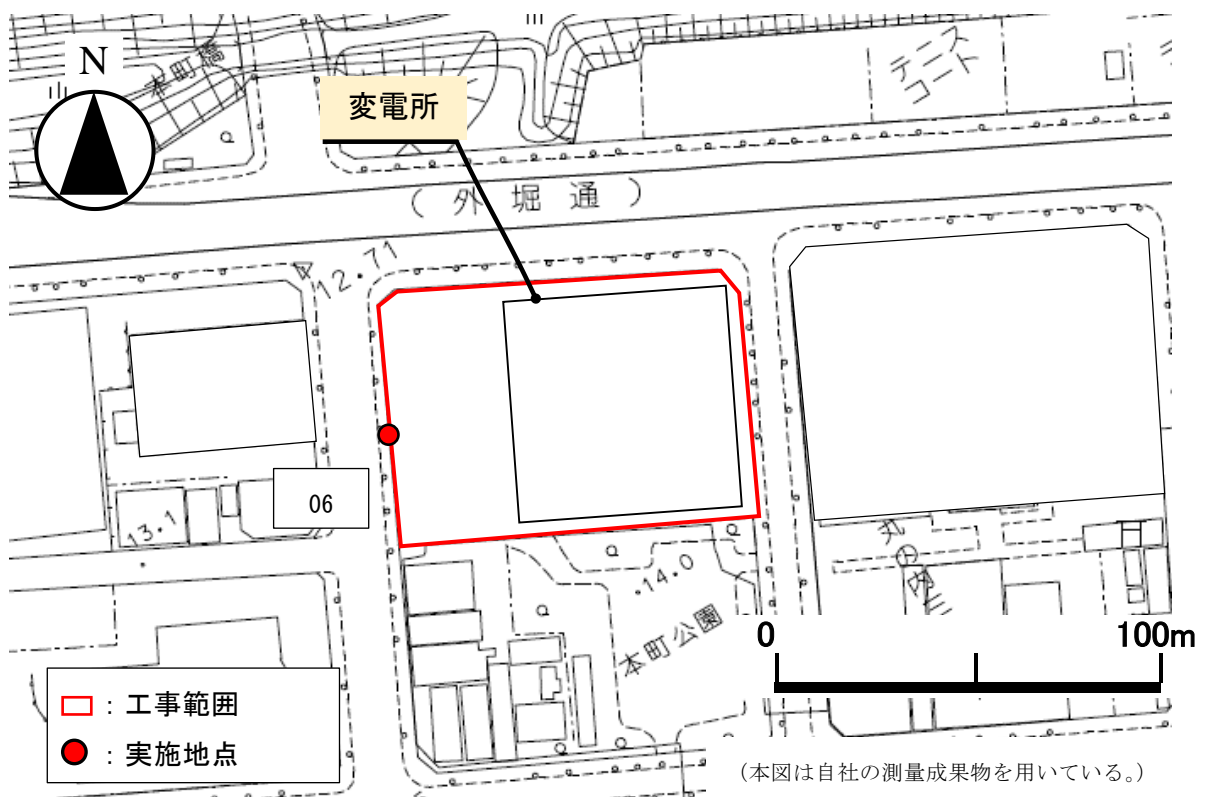 N
本町橋
テニス
コート
変電所
(外堀通)
12.71
06
13.1
.14.0
本町公園
丸の内三
0 100m
：工事範囲
：実施地点
（本図は自社の測量成果物を用いている。）